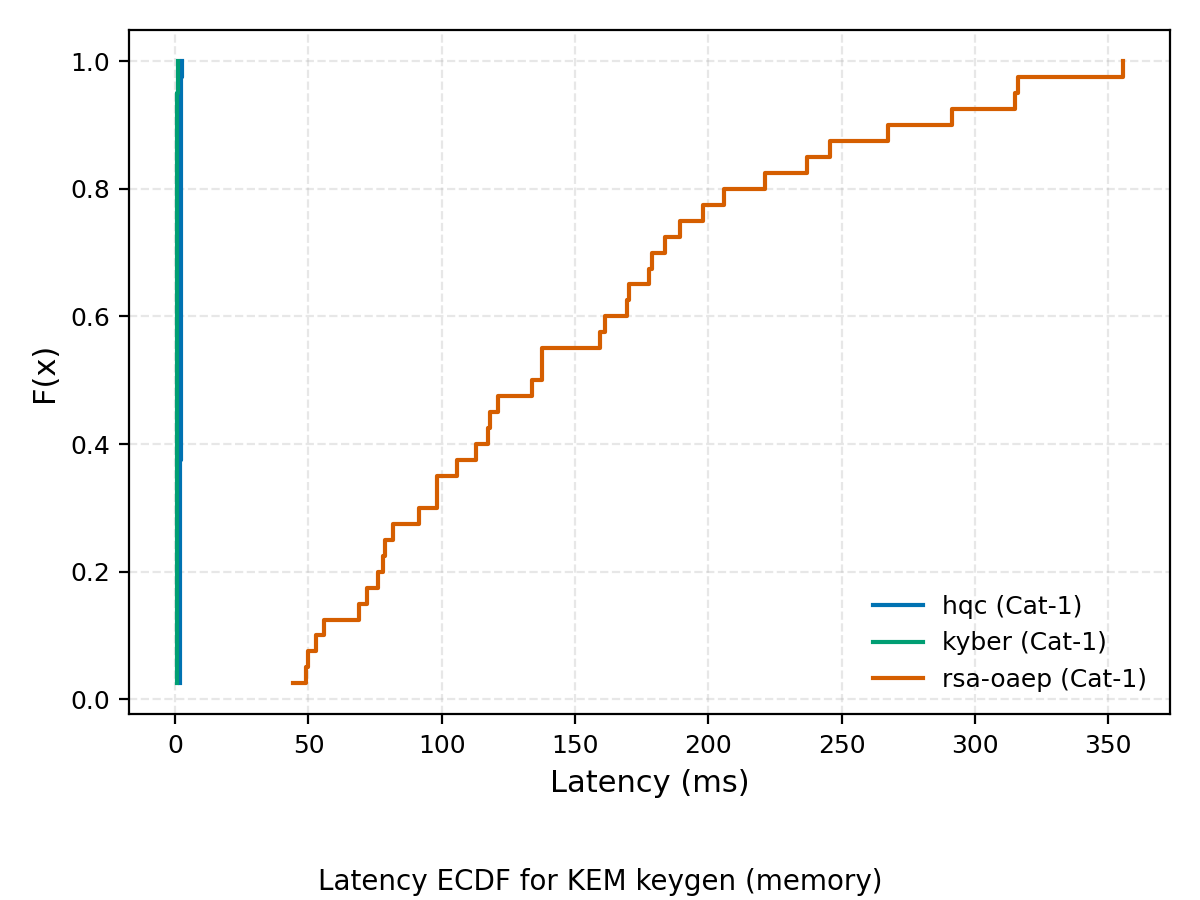 1.0
0.8
0.6
0.4
0.2
0.0
F(x)
hqc (Cat-1)
kyber (Cat-1)
rsa-oaep (Cat-1)
0 50 100 150 200 250 300 350
Latency (ms)
Latency ECDF for KEM keygen (memory)